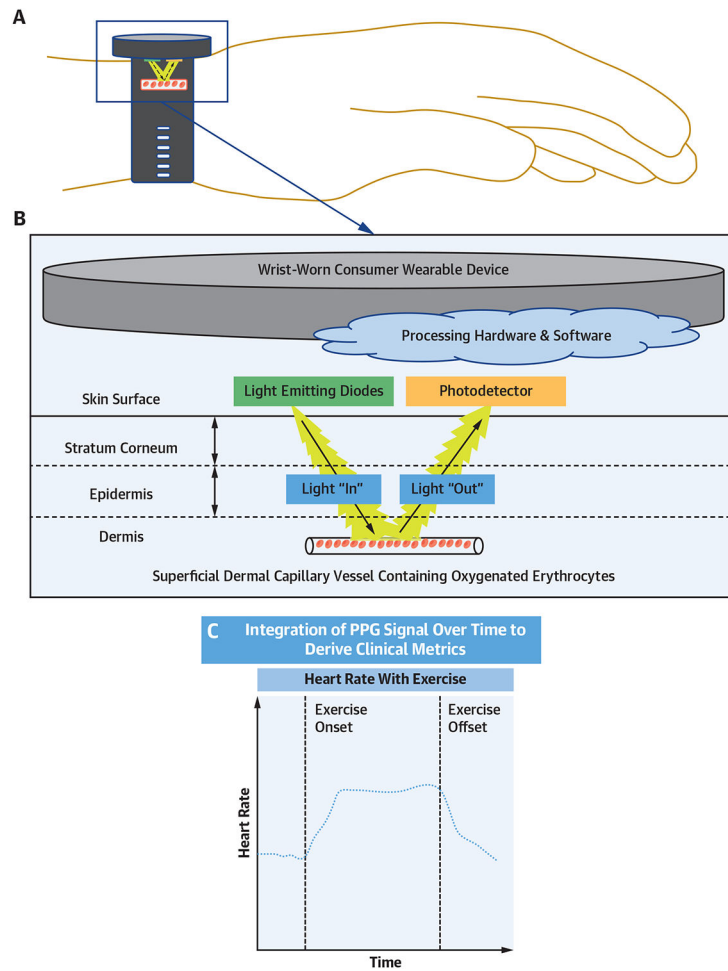 A
B
Wrist-Worn Consumer Wearable Device
Processing Hardware & Software
Light Emitting Diodes
Photodetector
Skin Surface
Stratum Corneum
Light "In"
Light "Out"
Epidermis
Dermis
Superficial Dermal Capillary Vessel Containing Oxygenated Erythrocytes
C Integration of PPG Signal Over Time to
Derive Clinical Metrics
Heart Rate With Exercise
Exercise
Onset
Exercise
Offset
Heart Rate
Time